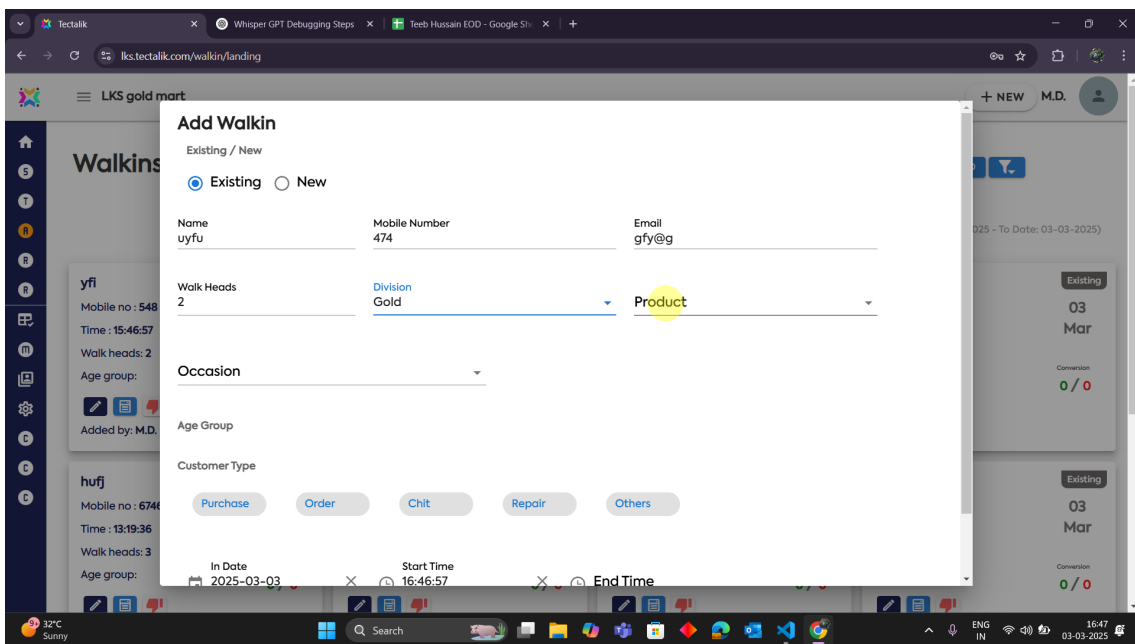 Tectalik
Whisper GPT Debugging Steps
Teeb Hussain EOD - Google Sh
lks.tectalik.com/walkin/landing
LKS gold mart
+ NEW M.D.
Walkins
Add Walkin
Existing / New
Existing New
Name Mobile Number Email
uyfu 474 gfy@g
Walk Heads Division
2 Gold Product
Occasion
Age Group
Customer Type
Purchase Order Chit Repair Others
In Date Start Time
2025-03-03 16:46:57 End Time
S
T
R
R
R
m
C
C
C
2025 - To Date: 03-03-2025)
yfi
Mobile no : 548
Time : 15:46:57
Walk heads: 2
Age group:
Added by: M.D.
Existing
03
Mar
Conversion
0 / 0
hufj
Mobile no : 6746
Time : 13:19:36
Walk heads: 3
Age group:
Existing
03
Mar
Conversion
0 / 0
9+
32°C
Sunny
Search
ENG
IN
16:47
03-03-2025